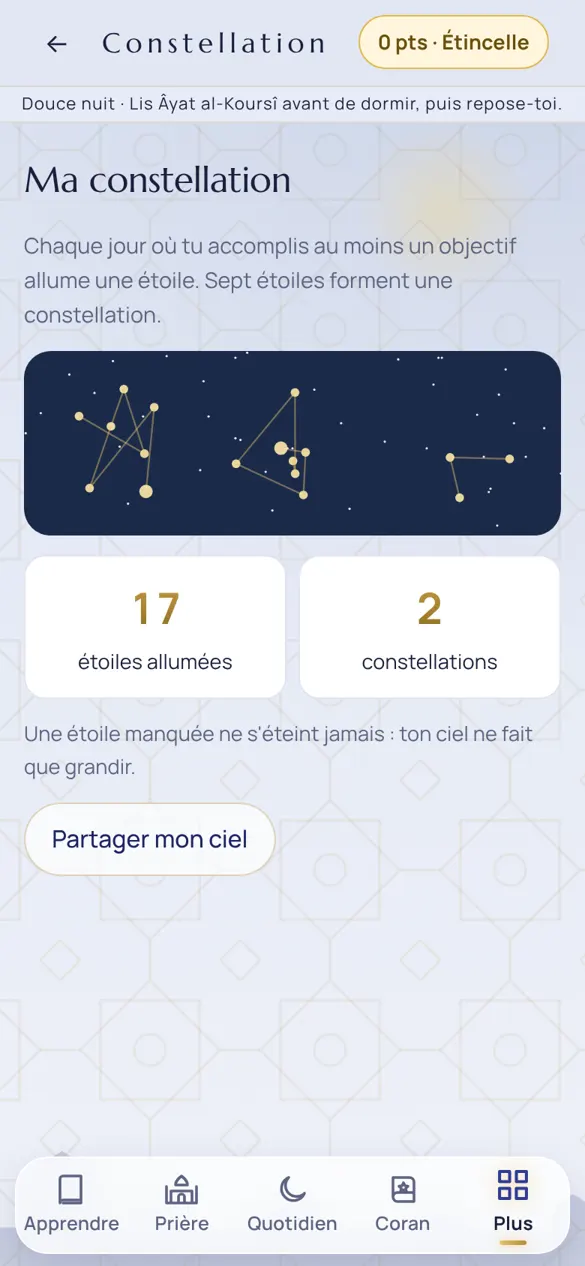 Constellation
0 pts · Étincelle
Douce nuit · Lis Âyat al-Koursî avant de dormir, puis repose-toi.
Ma constellation
Chaque jour où tu accomplis au moins un objectif
allume une étoile. Sept étoiles forment une
constellation.
17
étoiles allumées
2
constellations
Une étoile manquée ne s'éteint jamais : ton ciel ne fait
que grandir.
Partager mon ciel
Apprendre
Prière
Quotidien
Coran
Plus